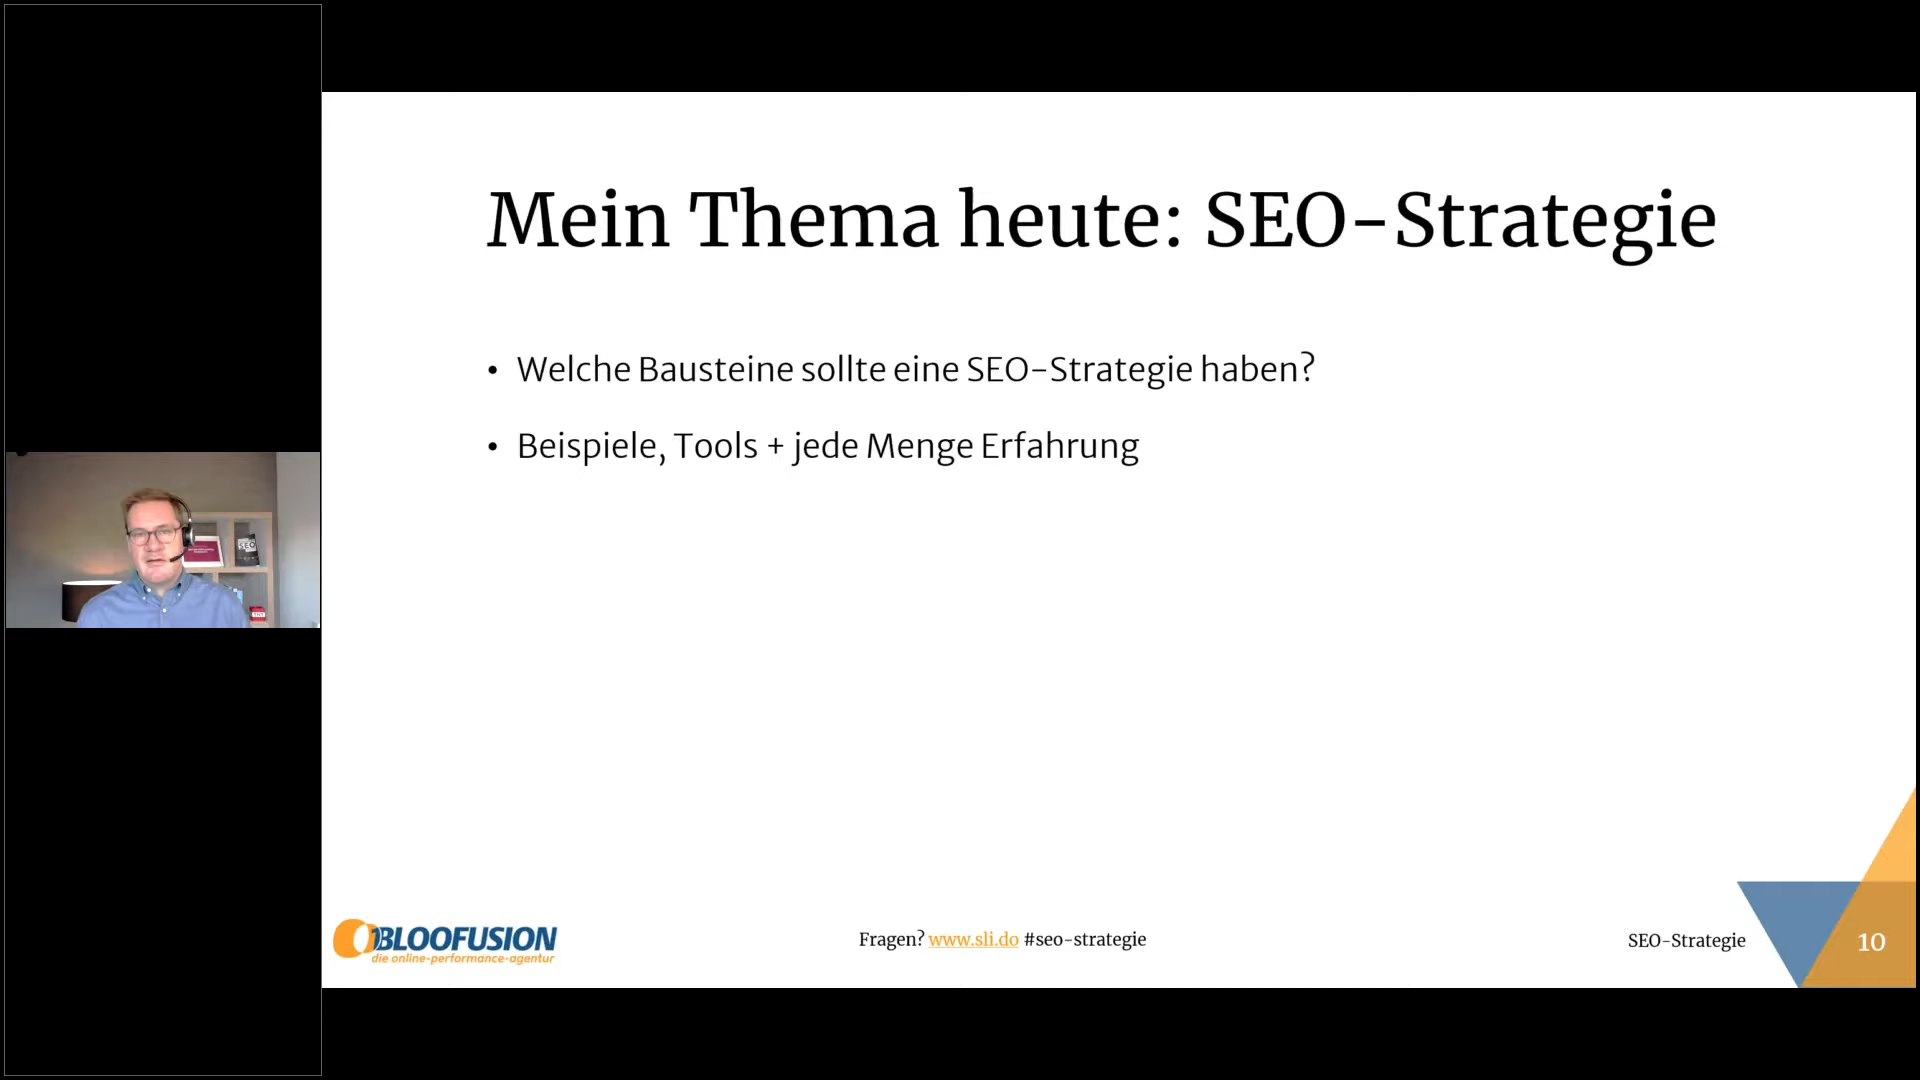 Mein Thema heute: SEO-Strategie
• Welche Bausteine sollte eine SEO-Strategie haben?
• Beispiele, Tools + jede Menge Erfahrung
SEO
BLOOFUSION
die online-performance-agentur
Fragen? www.sli.do #seo-strategie
SEO-Strategie
10